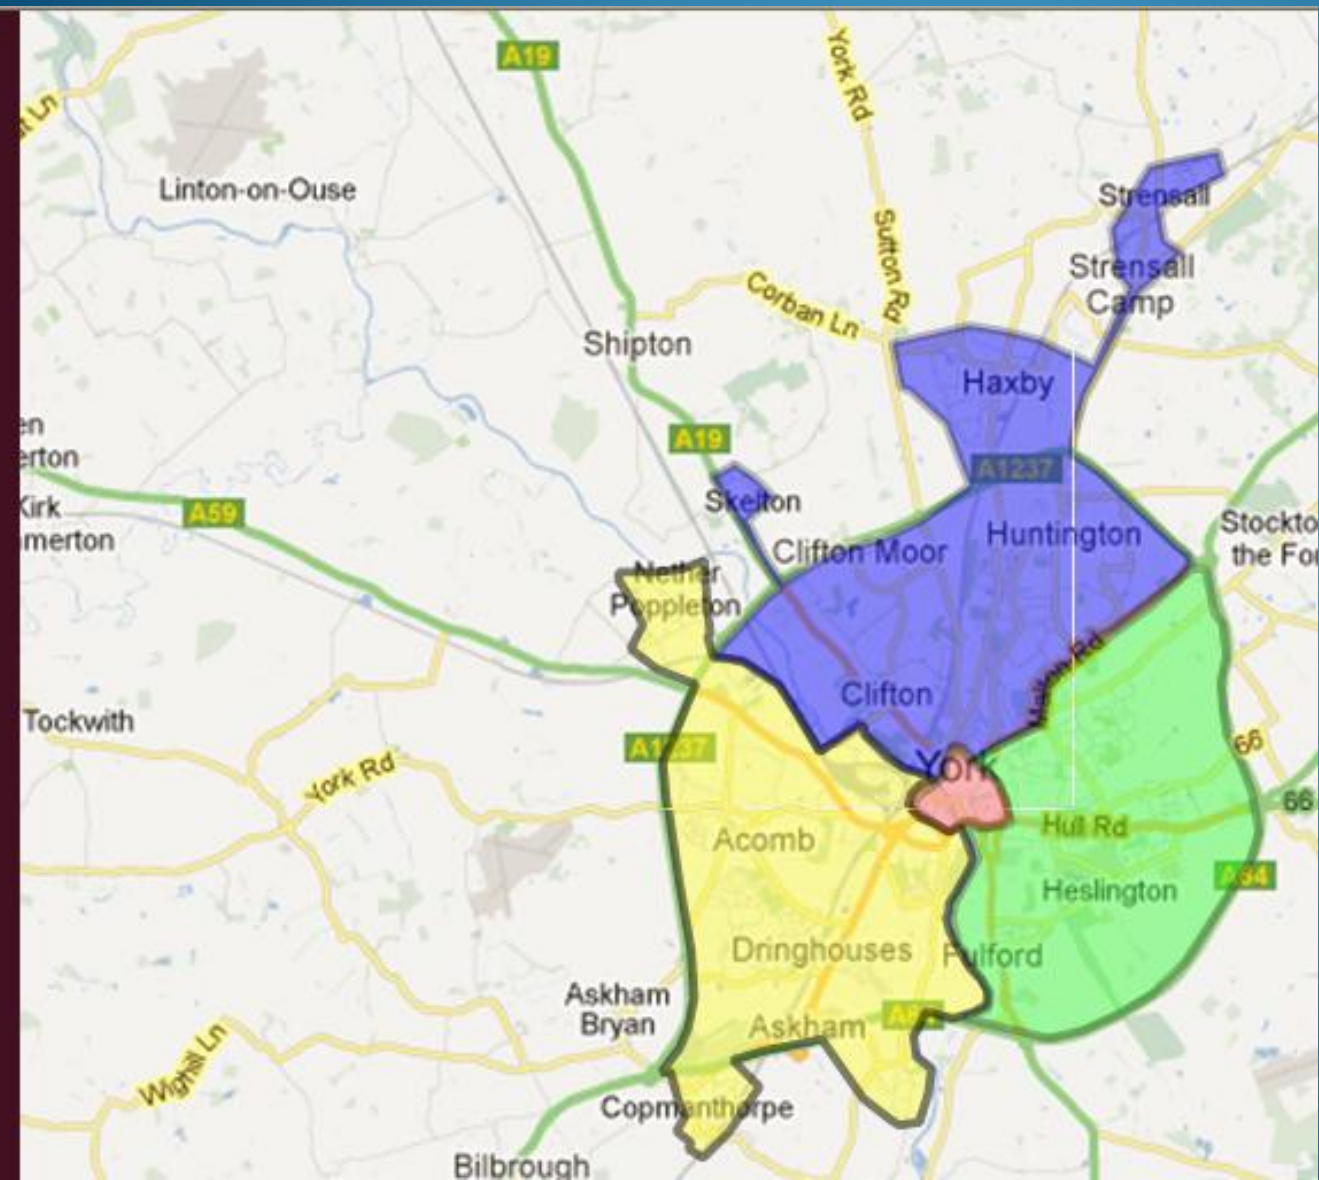 A19
York Rd
Linton-on-Ouse
Strensall
Sutton Rd
Strensall
Camp
Corban Ln
Shipton
Haxby
A19
A1237
Skelton
A59
Huntington
Clifton Moor
Nether
Poppleton
Malton Rd
Clifton
Tockwith
A1237
66
York
York Rd
66
Hull Rd
Acomb
Heslington
Dringhouses
Fulford
Askham
Bryan
Askham
Wighill Ln
Copmanthorpe
Bilbrough